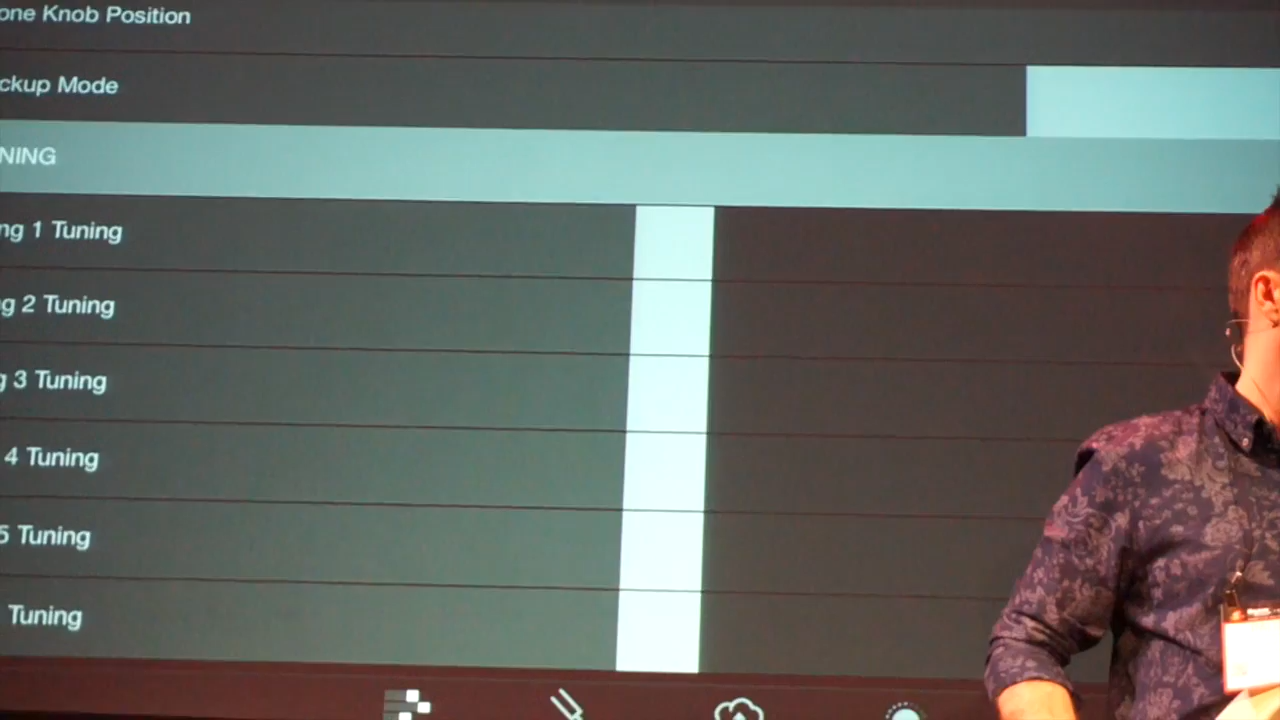 one Knob Position
ckup Mode
NING
ng 1 Tuning
g 2 Tuning
g 3 Tuning
4 Tuning
5 Tuning
Tuning